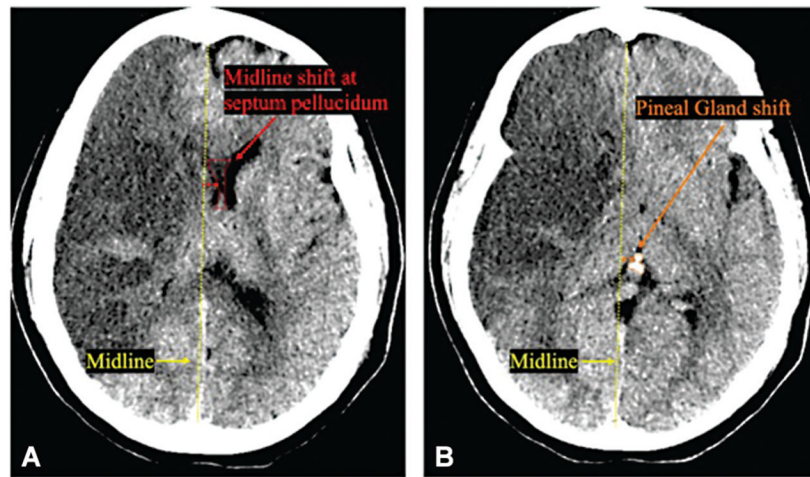 Midline shift at
septum pellucidum
Midline
A
Pineal Gland shift
Midline
B